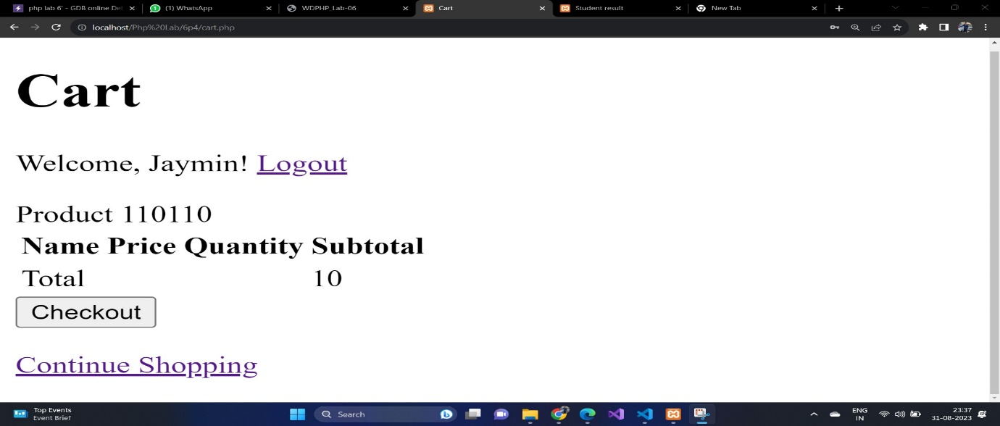 php lab 6' - GDB online De
(1) WhatsApp
WDPHP_Lab-06
Cart
Student result
New Tab
localhost/Php%20Lab/6p4/cart.php
Cart
Welcome, Jaymin! Logout
Product 110110
Name Price Quantity Subtotal
Total 10
Checkout
Continue Shopping
Top Events
Event Brief
Search
ENG
IN
23:37
31-08-2023